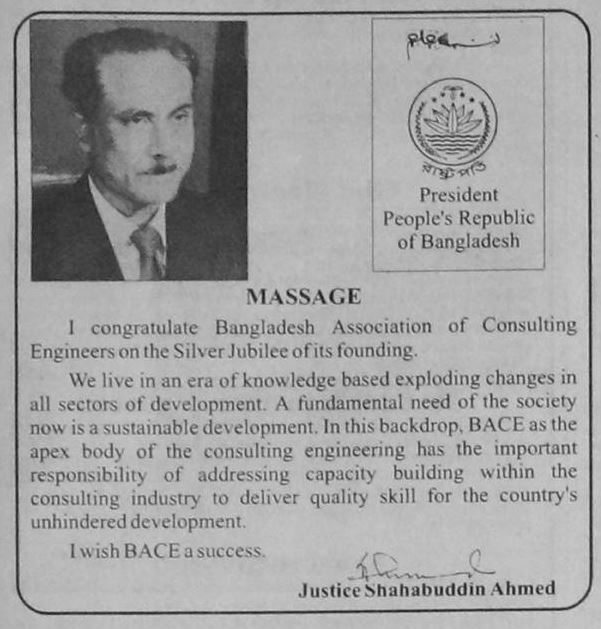 রাষ্ট্রপতি
President
People's Republic
of Bangladesh
MASSAGE
I congratulate Bangladesh Association of Consulting
Engineers on the Silver Jubilee of its founding.
We live in an era of knowledge based exploding changes in
all sectors of development. A fundamental need of the society
now is a sustainable development. In this backdrop, BACE as the
apex body of the consulting engineering has the important
responsibility of addressing capacity building within the
consulting industry to deliver quality skill for the country's
unhindered development.
I wish BACE a success.
Justice Shahabuddin Ahmed